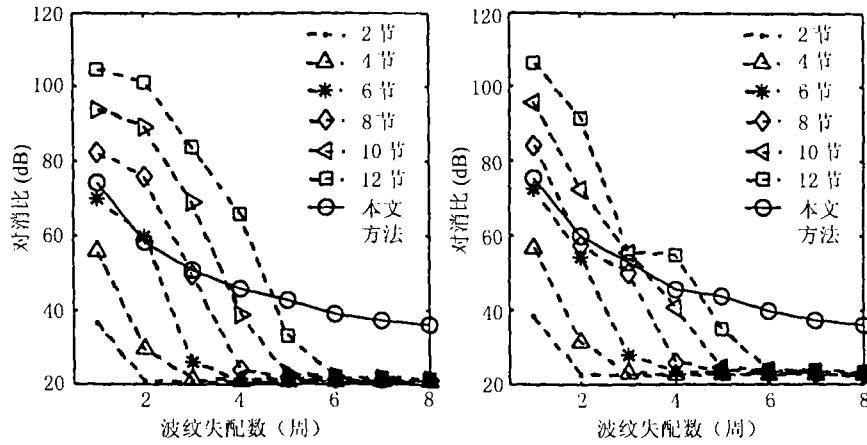 120
100
80
60
40
20
对消比 (dB)
2 节
4 节
6 节
8 节
10 节
12 节
本文
方法
2
4
6
8
波纹失配数（周）
120
100
80
60
40
20
对消比 (dB)
2 节
4 节
6 节
8 节
10 节
12 节
本文
方法
2
4
6
8
波纹失配数（周）